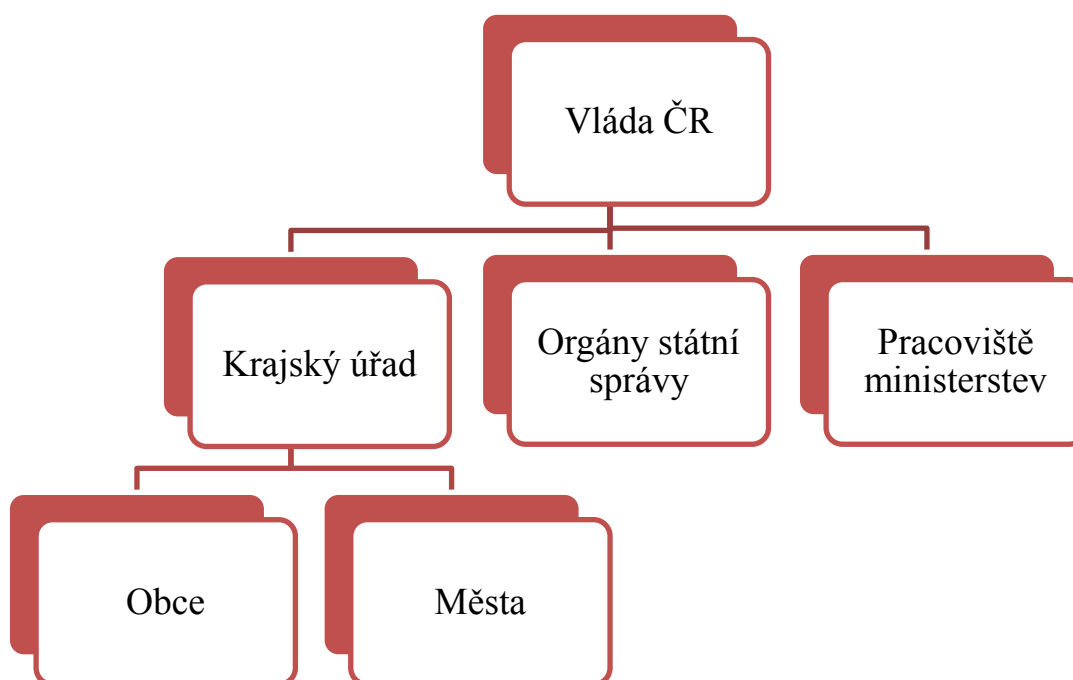 Vláda ČR
Krajský úřad
Orgány státní
správy
Pracoviště
ministerstev
Obce
Města